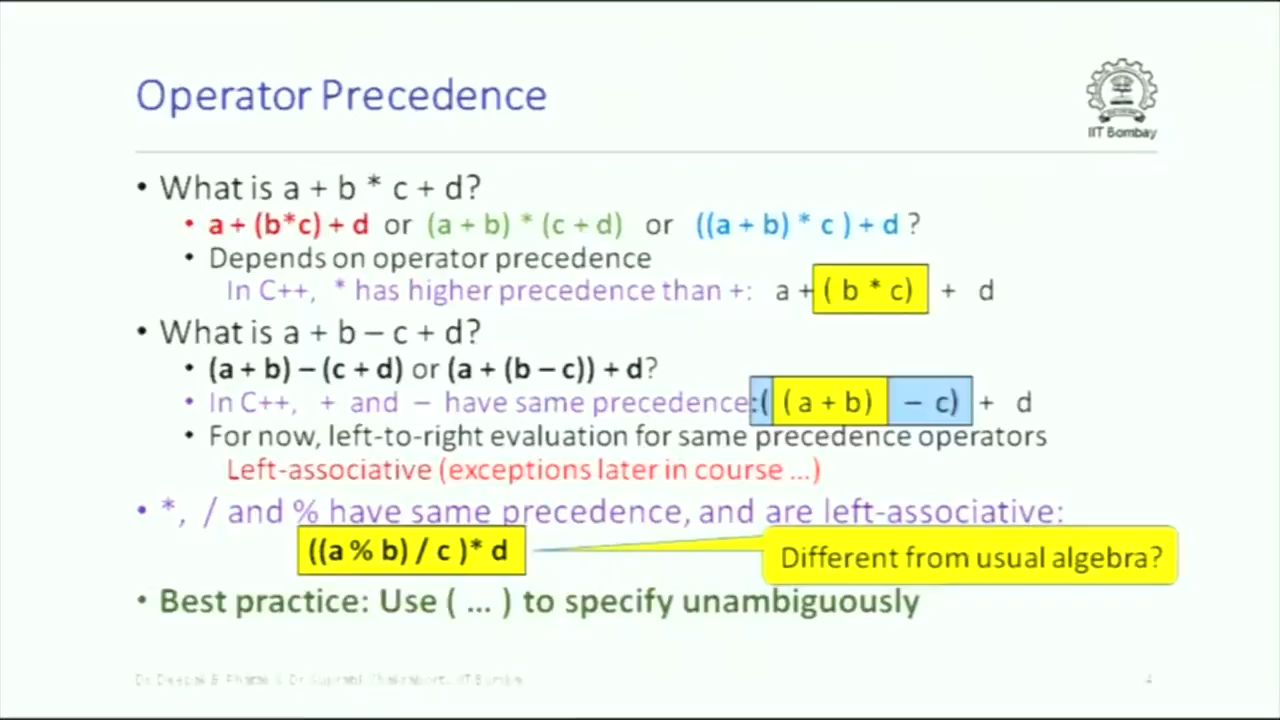 Operator Precedence
IIT Bombay
• What is a + b * c + d?
• a + (b*c) + d or (a + b) * (c + d) or ((a + b) * c ) + d ?
• Depends on operator precedence
In C++, * has higher precedence than +: a + ( b * c) + d
• What is a + b – c + d?
• (a + b) – (c + d) or (a + (b – c)) + d?
• In C++, + and – have same precedence:( ( a + b) – c) + d
• For now, left-to-right evaluation for same precedence operators
Left-associative (exceptions later in course ...)
• *, / and % have same precedence, and are left-associative:
((a % b) / c )* d
Different from usual algebra?
• Best practice: Use ( ... ) to specify unambiguously
IIT Bombay
4